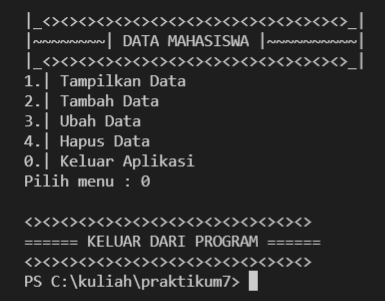 |_<><><><><><><><><><><><><><><><><>_|
|~~~~~~~~| DATA MAHASISWA |~~~~~~~~~~|
|_<><><><><><><><><><><><><><><><><>_|
1.| Tampilkan Data
2.| Tambah Data
3.| Ubah Data
4.| Hapus Data
0.| Keluar Aplikasi
Pilih menu : 0
<><><><><><><><><><><><><><><><>
====== KELUAR DARI PROGRAM ======
<><><><><><><><><><><><><><><><>
PS C:\kuliah\praktikum7>